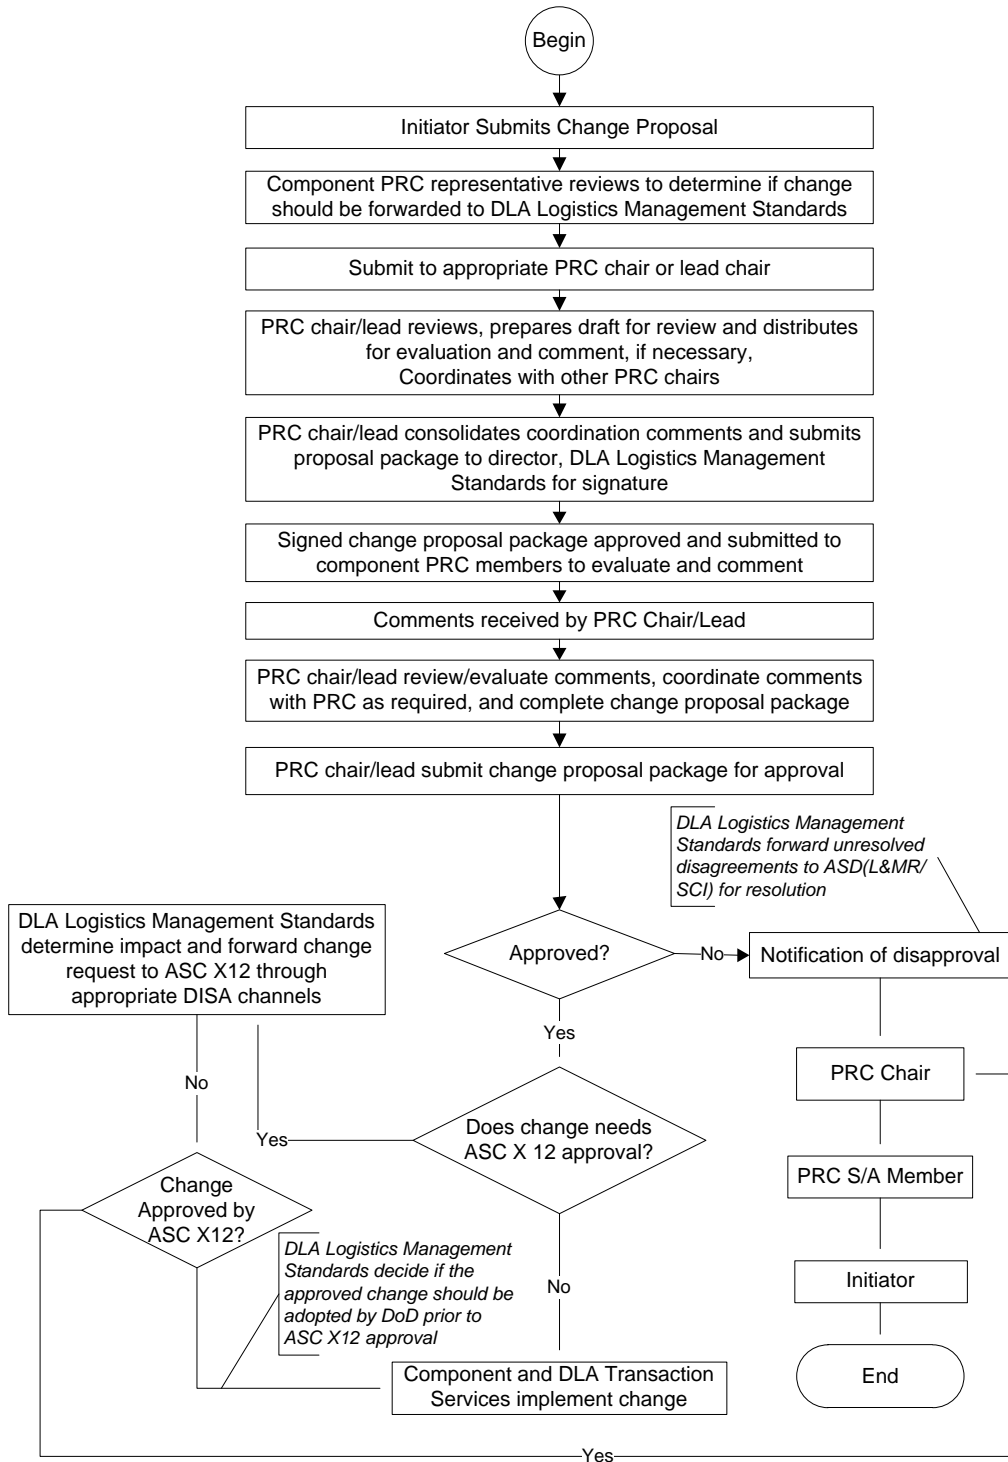 Begin
Initiator Submits Change Proposal
Component PRC representative reviews to determine if change
should be forwarded to DLA Logistics Management Standards
Submit to appropriate PRC chair or lead chair
PRC chair/lead reviews, prepares draft for review and distributes
for evaluation and comment, if necessary,
Coordinates with other PRC chairs
PRC chair/lead consolidates coordination comments and submits
proposal package to director, DLA Logistics Management
Standards for signature
Signed change proposal package approved and submitted to
component PRC members to evaluate and comment
Comments received by PRC Chair/Lead
PRC chair/lead review/evaluate comments, coordinate comments
with PRC as required, and complete change proposal package
PRC chair/lead submit change proposal package for approval
DLA Logistics Management
Standards forward unresolved
disagreements to ASD(L&MR/
SCI) for resolution
DLA Logistics Management Standards
determine impact and forward change
request to ASC X12 through
appropriate DISA channels
Approved?
No
Notification of disapproval
Yes
PRC Chair
No
Does change needs
ASC X 12 approval?
Yes
PRC S/A Member
Change
Approved by
ASC X12?
DLA Logistics Management
Standards decide if the
approved change should be
adopted by DoD prior to
ASC X12 approval
No
Initiator
Component and DLA Transaction
Services implement change
End
Yes